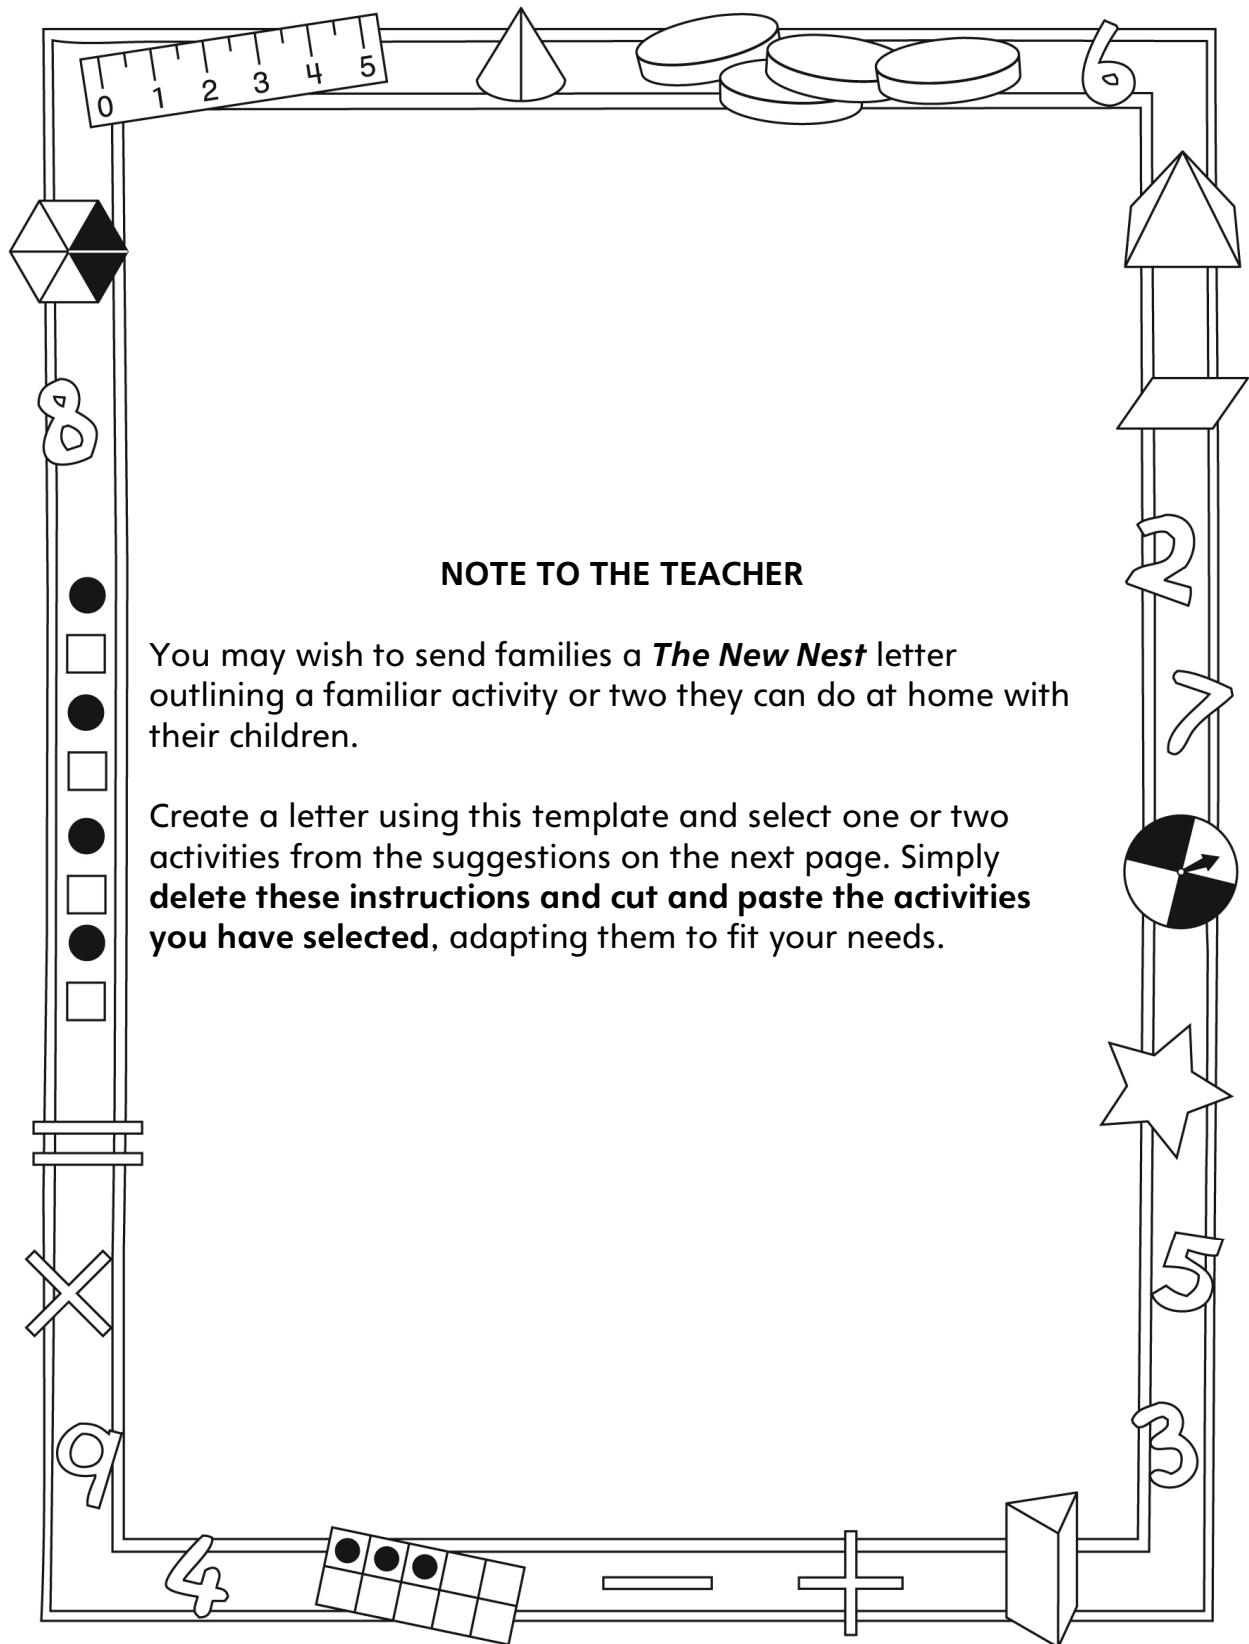 0 1 2 3 4 5
6
8
2
7
5
3
9
4
NOTE TO THE TEACHER
You may wish to send families a The New Nest letter
outlining a familiar activity or two they can do at home with
their children.
Create a letter using this template and select one or two
activities from the suggestions on the next page. Simply
delete these instructions and cut and paste the activities
you have selected, adapting them to fit your needs.
=
×
−
+